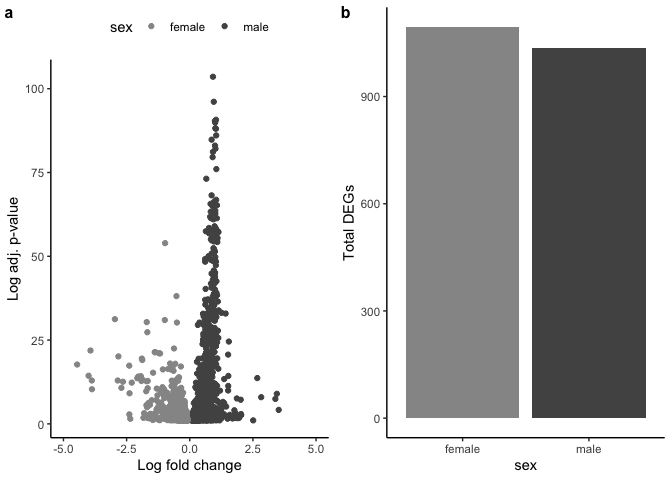 a
sex female male
Log adj. p-value
100
75
50
25
0
-5.0 -2.5 0.0 2.5 5.0
Log fold change
b
Total DEGs
900
600
300
0
female male
sex